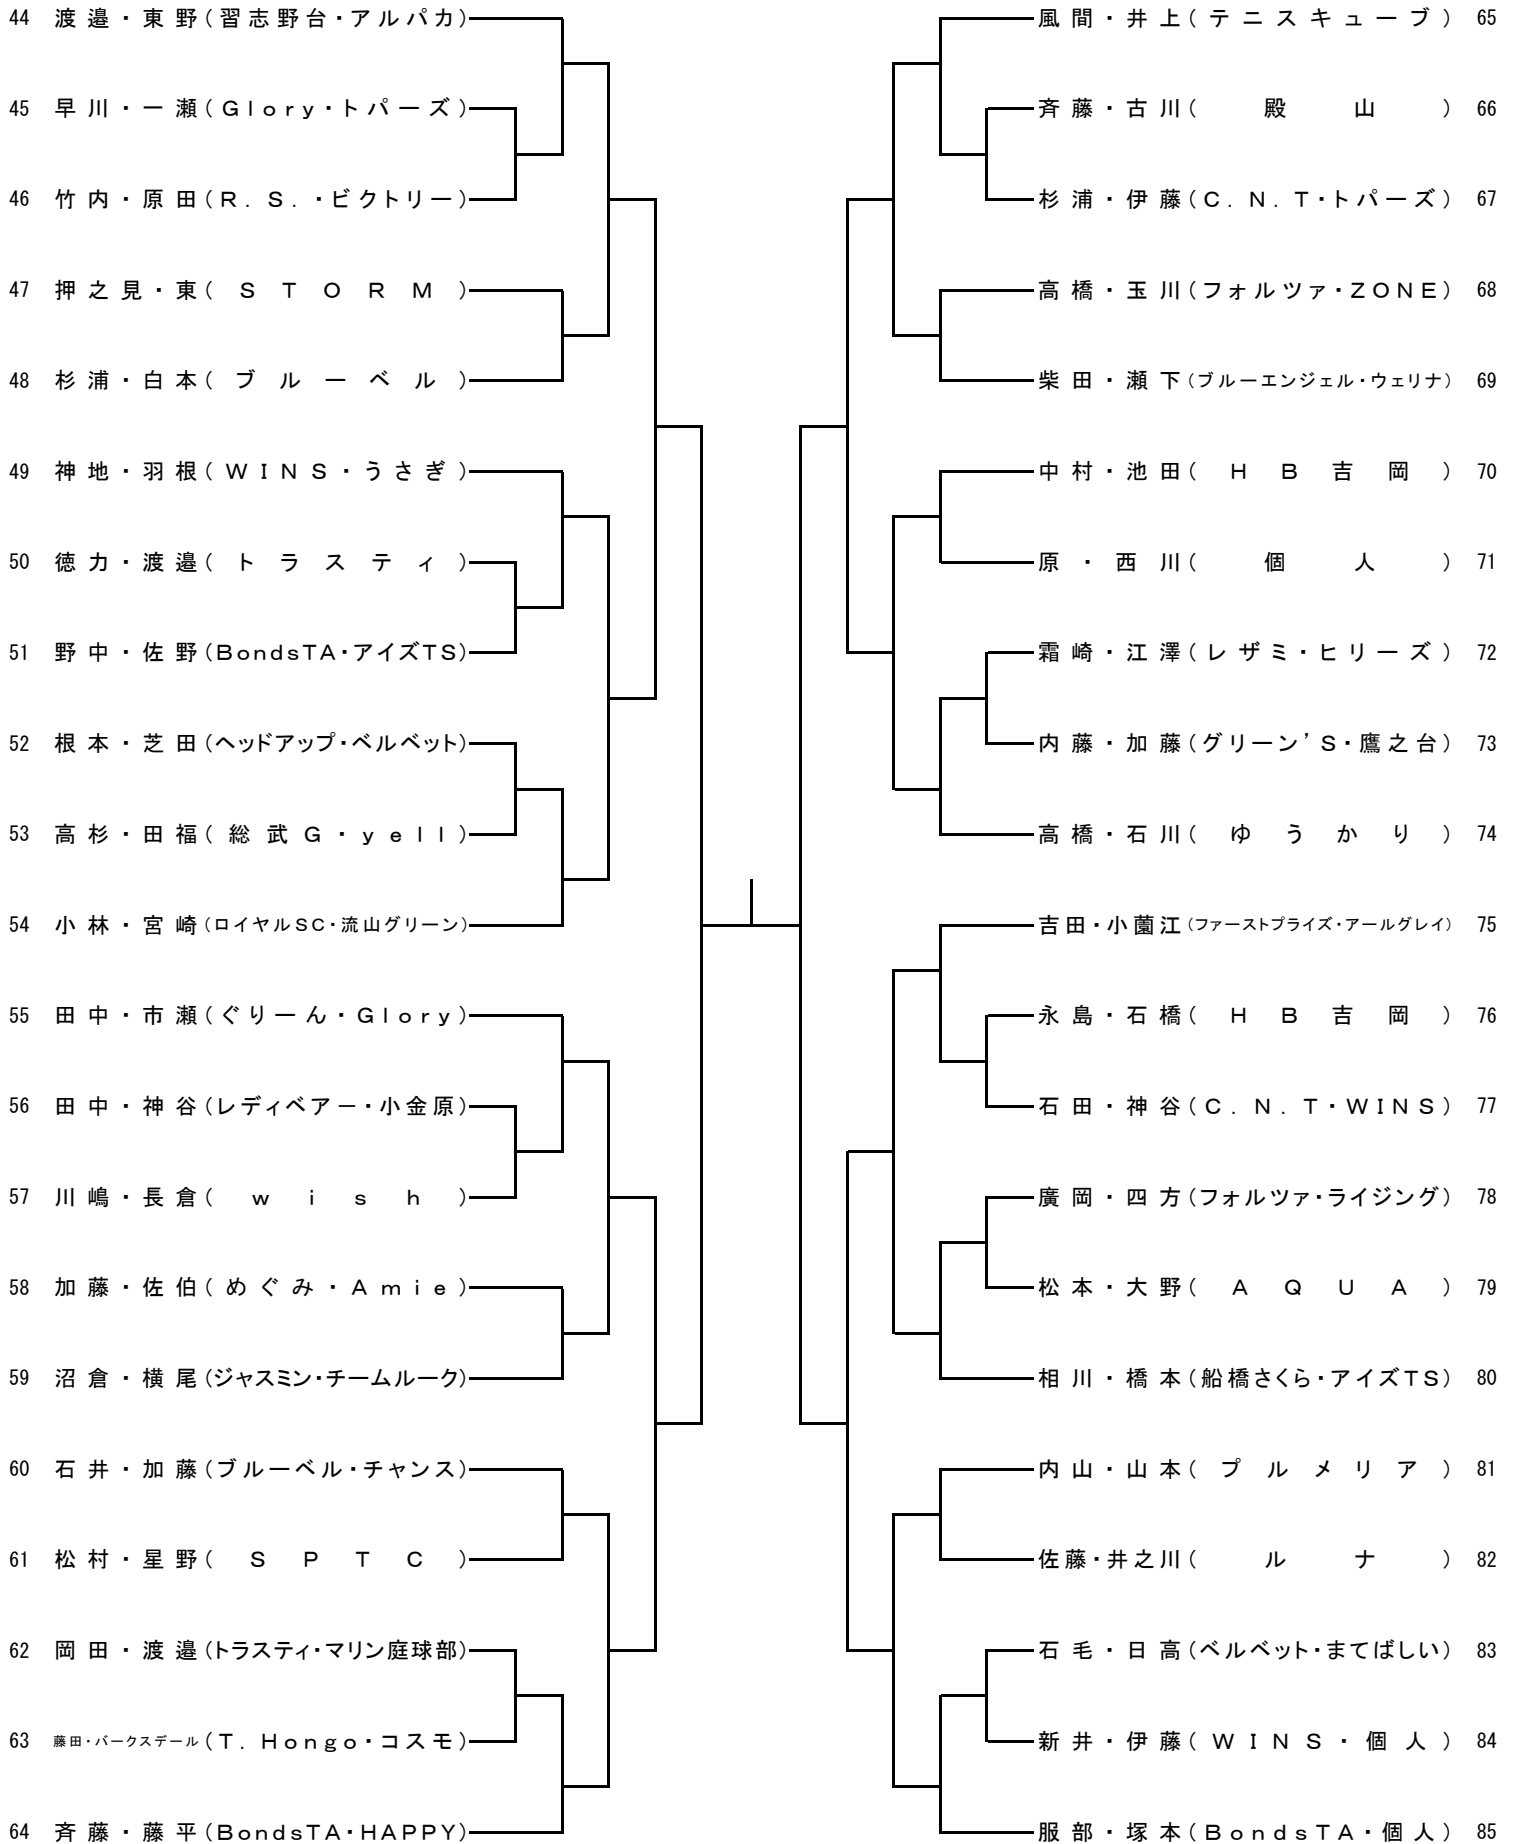 44 渡邉・東野(習志野台・アルパカ)
45 早川・一瀬(Glory・トパーズ)
46 竹内・原田(R.S.・ビクトリー)
47 押之見・東(STORM)
48 杉浦・白本(ブルーベル)
49 神地・羽根(WINS・うさぎ)
50 徳力・渡邉(トラスティ)
51 野中・佐野(BondsTA・アイズTS)
52 根本・芝田(ヘッドアップ・ベルベット)
53 高杉・田福(総武G・yell)
54 小林・宮崎(ロイヤルSC・流山グリーン)
55 田中・市瀬(ぐりーん・Glory)
56 田中・神谷(レディベアー・小金原)
57 川嶋・長倉(wish)
58 加藤・佐伯(めぐみ・Amie)
59 沼倉・横尾(ジャスミン・チームルーク)
60 石井・加藤(ブルーベル・チャンス)
61 松村・星野(SPTC)
62 岡田・渡邉(トラスティ・マリン庭球部)
63 藤田・バークスデール(T.Hongo・コスモ)
64 斉藤・藤平(BondsTA・HAPPY)
風間・井上(テニスキューブ) 65
斉藤・古川(殿山) 66
杉浦・伊藤(C.N.T・トパーズ) 67
高橋・玉川(フォルツァ・ZONE) 68
柴田・瀬下(ブルーエンジェル・ウェリナ) 69
中村・池田(HB吉岡) 70
原・西川(個人) 71
霜崎・江澤(レザミ・ヒリーズ) 72
内藤・加藤(グリーン'S・鷹之台) 73
高橋・石川(ゆうかり) 74
吉田・小薗江(ファーストプライズ・アールグレイ) 75
永島・石橋(HB吉岡) 76
石田・神谷(C.N.T・WINS) 77
廣岡・四方(フォルツァ・ライジング) 78
松本・大野(AQUA) 79
相川・橋本(船橋さくら・アイズTS) 80
内山・山本(プルメリア) 81
佐藤・井之川(ルナ) 82
石毛・日高(ベルベット・まてばしい) 83
新井・伊藤(WINS・個人) 84
服部・塚本(BondsTA・個人) 85